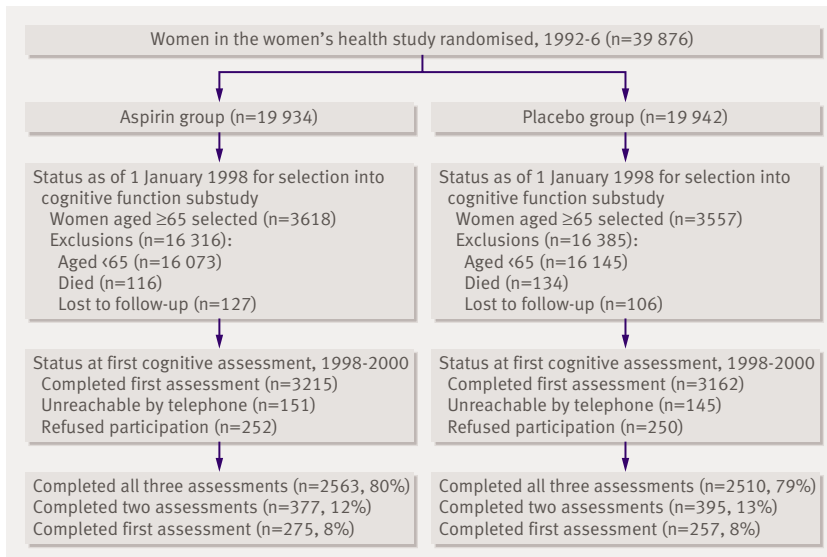 Women in the women's health study randomised, 1992-6 (n=39 876)
Aspirin group (n=19 934)
Placebo group (n=19 942)
Status as of 1 January 1998 for selection into
cognitive function substudy
Women aged ≥65 selected (n=3618)
Exclusions (n=16 316):
Aged <65 (n=16 073)
Died (n=116)
Lost to follow-up (n=127)
Status as of 1 January 1998 for selection into
cognitive function substudy
Women aged ≥65 selected (n=3557)
Exclusions (n=16 385):
Aged <65 (n=16 145)
Died (n=134)
Lost to follow-up (n=106)
Status at first cognitive assessment, 1998-2000
Completed first assessment (n=3215)
Unreachable by telephone (n=151)
Refused participation (n=252)
Status at first cognitive assessment, 1998-2000
Completed first assessment (n=3162)
Unreachable by telephone (n=145)
Refused participation (n=250)
Completed all three assessments (n=2563, 80%)
Completed two assessments (n=377, 12%)
Completed first assessment (n=275, 8%)
Completed all three assessments (n=2510, 79%)
Completed two assessments (n=395, 13%)
Completed first assessment (n=257, 8%)